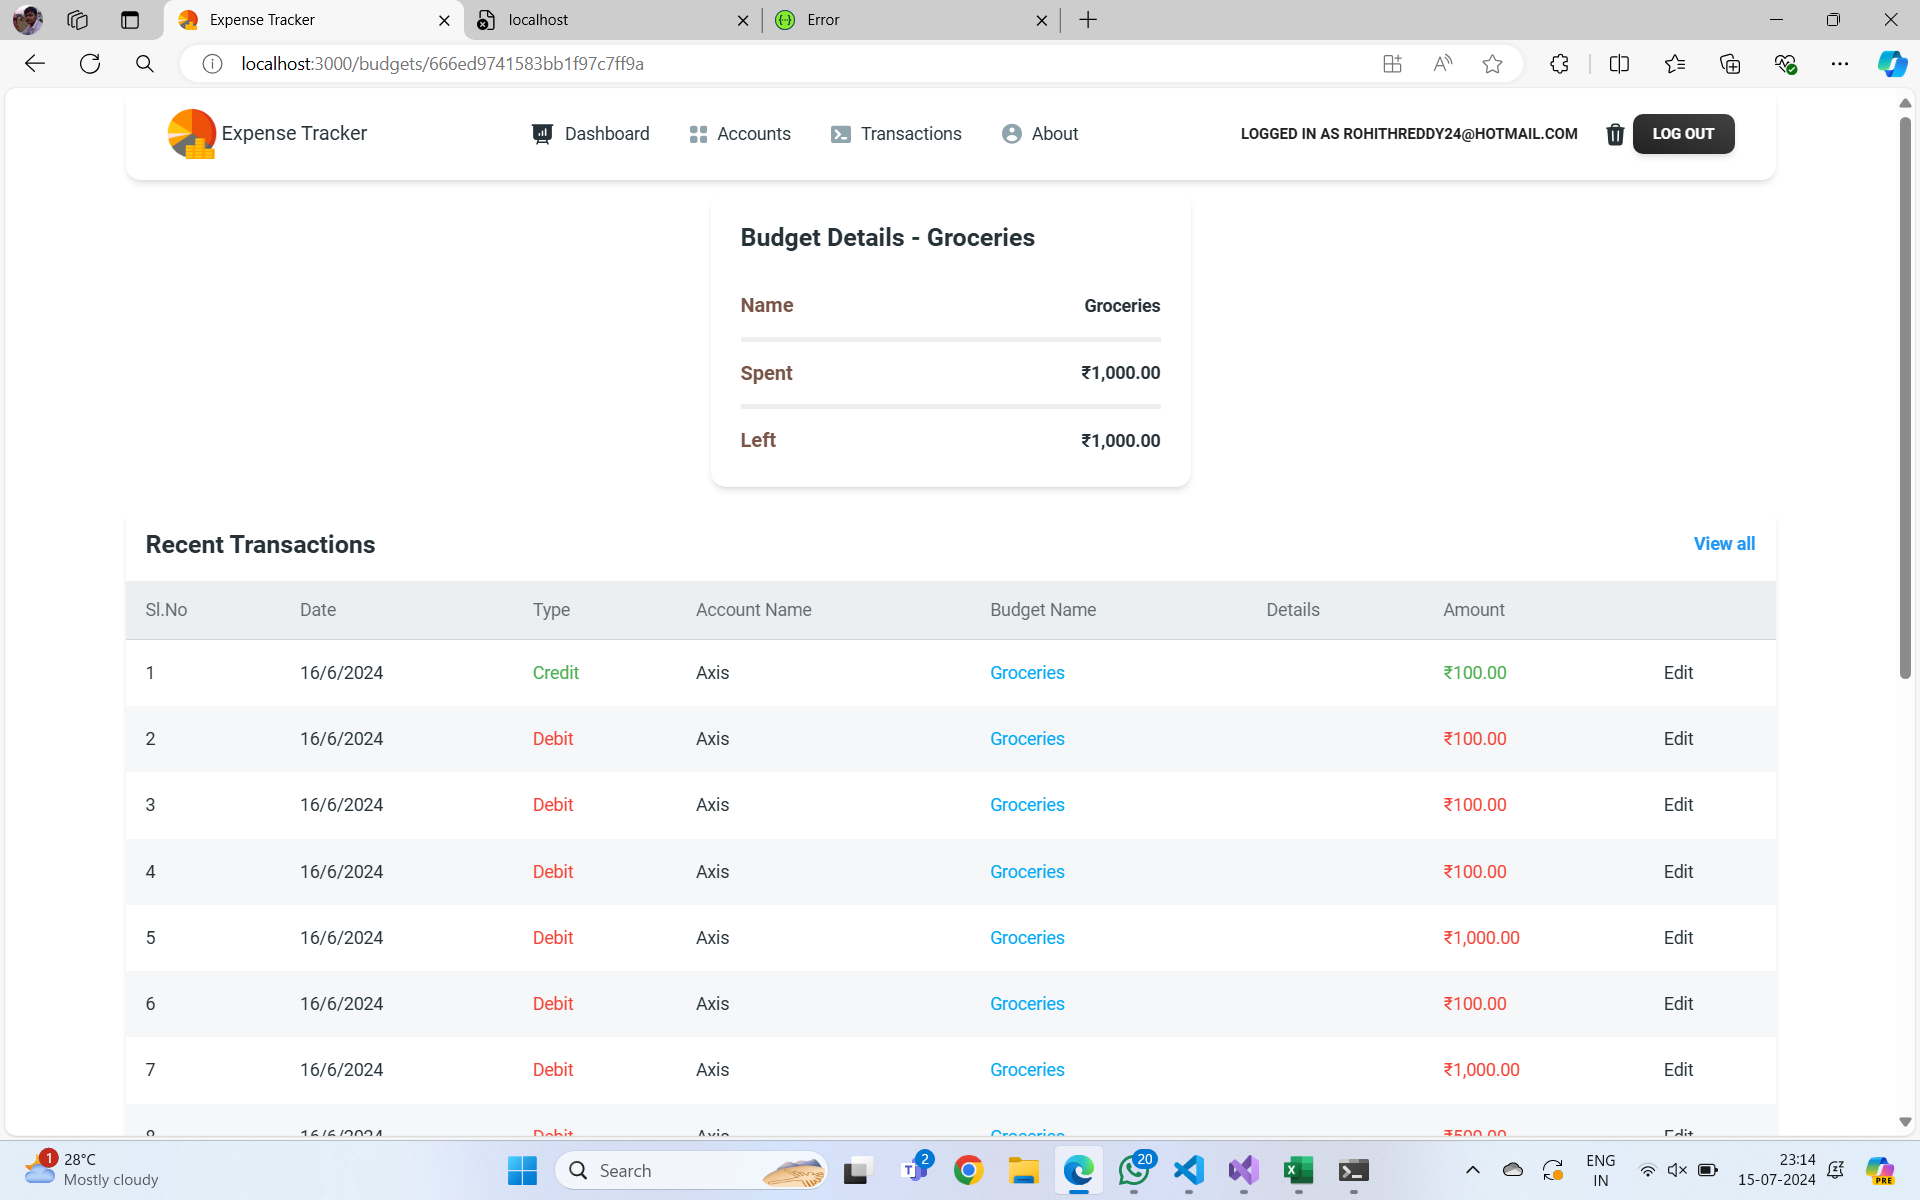 Expense Tracker
localhost
Error
localhost:3000/budgets/666ed9741583bb1f97c7ff9a
Expense Tracker
Dashboard
Accounts
Transactions
About
LOGGED IN AS ROHITHREDDY24@HOTMAIL.COM
LOG OUT
Budget Details - Groceries
Name Groceries
Spent ₹1,000.00
Left ₹1,000.00
Recent Transactions View all
Sl.No Date Type Account Name Budget Name Details Amount
1 16/6/2024 Credit Axis Groceries ₹100.00 Edit
2 16/6/2024 Debit Axis Groceries ₹100.00 Edit
3 16/6/2024 Debit Axis Groceries ₹100.00 Edit
4 16/6/2024 Debit Axis Groceries ₹100.00 Edit
5 16/6/2024 Debit Axis Groceries ₹1,000.00 Edit
6 16/6/2024 Debit Axis Groceries ₹100.00 Edit
7 16/6/2024 Debit Axis Groceries ₹1,000.00 Edit
8 16/6/2024 Debit Axis Groceries ₹500.00 Edit
1
28°C
Mostly cloudy
Search
2
20
ENG
IN
23:14
15-07-2024
PRE